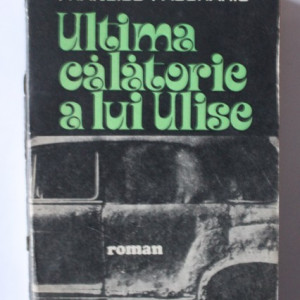 Ultima
călătorie
a lui Ulise
roman